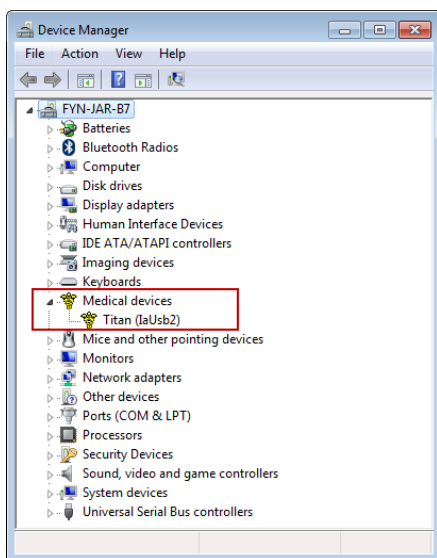 Device Manager
File Action View Help
FYN-JAR-B7
Batteries
Bluetooth Radios
Computer
Disk drives
Display adapters
Human Interface Devices
IDE ATA/ATAPI controllers
Imaging devices
Keyboards
Medical devices
Titan (IaUsb2)
Mice and other pointing devices
Monitors
Network adapters
Other devices
Ports (COM & LPT)
Processors
Security Devices
Sound, video and game controllers
System devices
Universal Serial Bus controllers